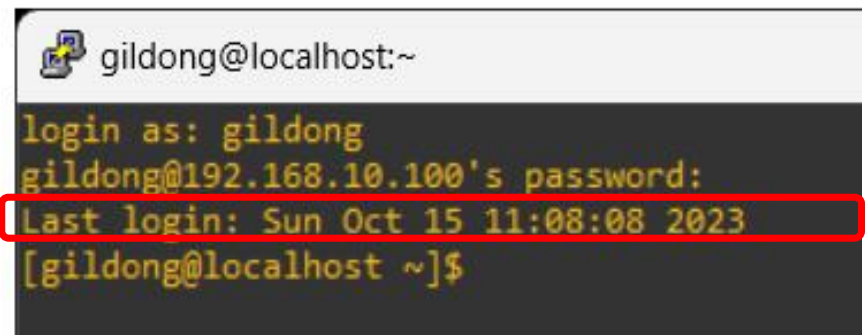 gildong@localhost:~
login as: gildong
gildong@192.168.10.100's password:
Last login: Sun Oct 15 11:08:08 2023
[gildong@localhost ~]$